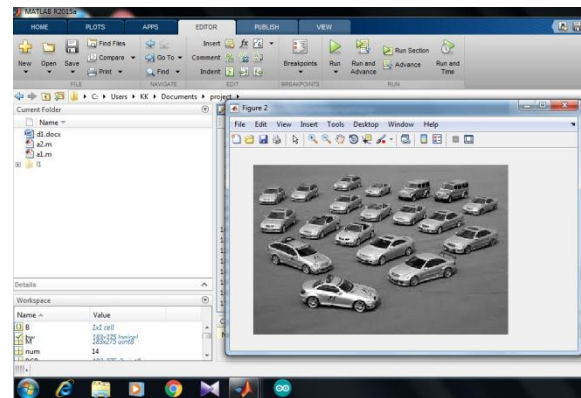 MATLAB R2015a
HOME PLOTS APPS EDITOR PUBLISH VIEW
New Open Save Find Files Compare Print
Go To Find
Insert fx
Comment
Indent
Breakpoints
Run Run and Advance Run Section Advance Run and Time
FILE NAVIGATE EDIT BREAKPOINTS RUN
C: Users KK Documents project
Current Folder
Name
d1.docx
a2.m
a1.m
Details
Workspace
Name Value
B 1x1 cell
M
num 14
Figure 2
File Edit View Insert Tools Desktop Window Help